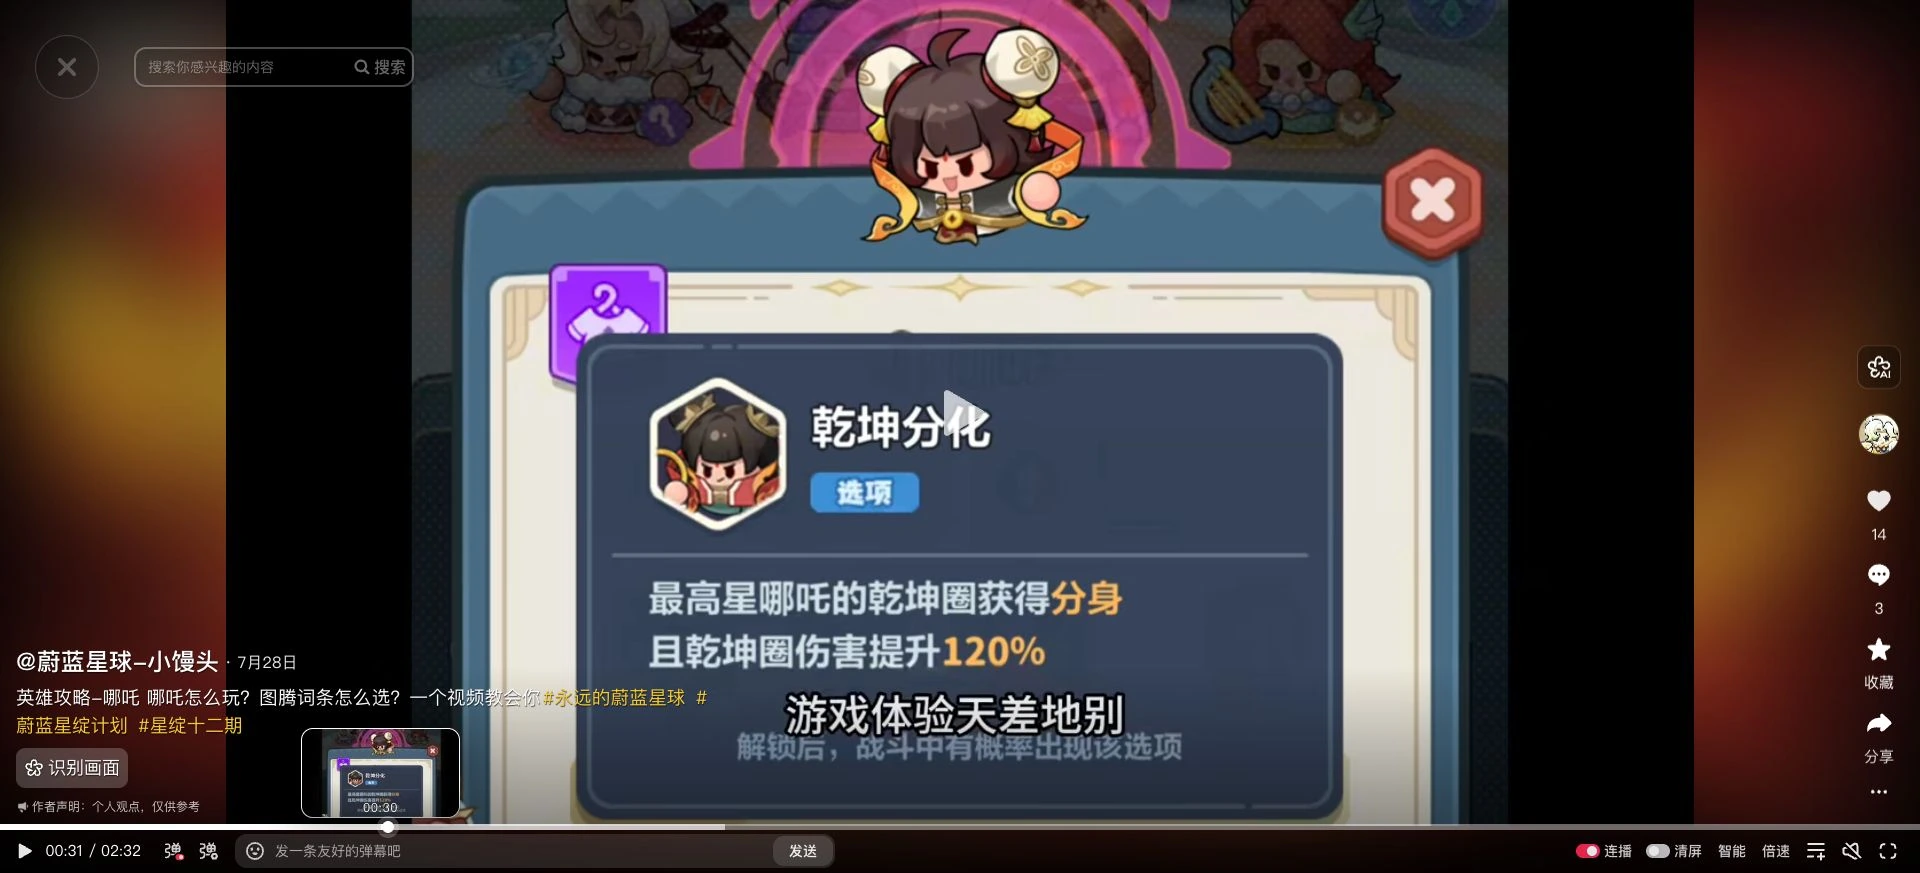 搜索你感兴趣的内容
搜索
乾坤分化
选项
最高星哪吒的乾坤圈获得分身
且乾坤圈伤害提升120%
游戏体验天差地别
解锁后，战斗中有概率出现该选项
AI
14
3
收藏
分享
@蔚蓝星球-小馒头 · 7月28日
英雄攻略-哪吒 哪吒怎么玩？图腾词条怎么选？一个视频教会你#永远的蔚蓝星球 #
蔚蓝星绽计划 #星绽十二期
识别画面
乾坤分化
00:30
作者声明：个人观点，仅供参考
00:31 / 02:32
弹
弹
发一条友好的弹幕吧
发送
连播
清屏
智能
倍速